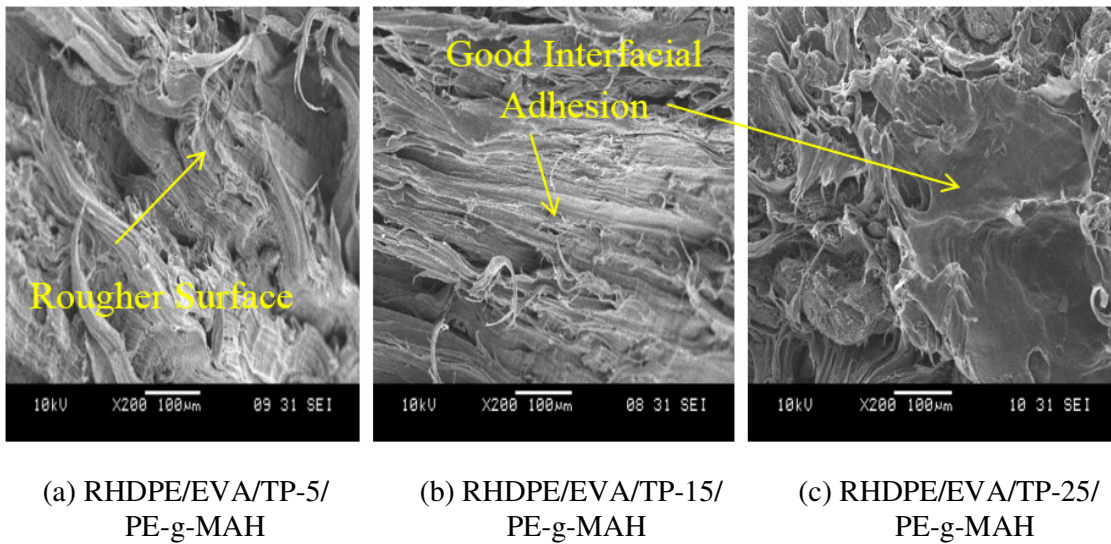 Good Interfacial
Adhesion
Rougher Surface
10kV X200 100μm 09 31 SEI
10kV X200 100μm 08 31 SEI
10kV X200 100μm 10 31 SEI
(a) RHDPE/EVA/TP-5/
PE-g-MAH
(b) RHDPE/EVA/TP-15/
PE-g-MAH
(c) RHDPE/EVA/TP-25/
PE-g-MAH